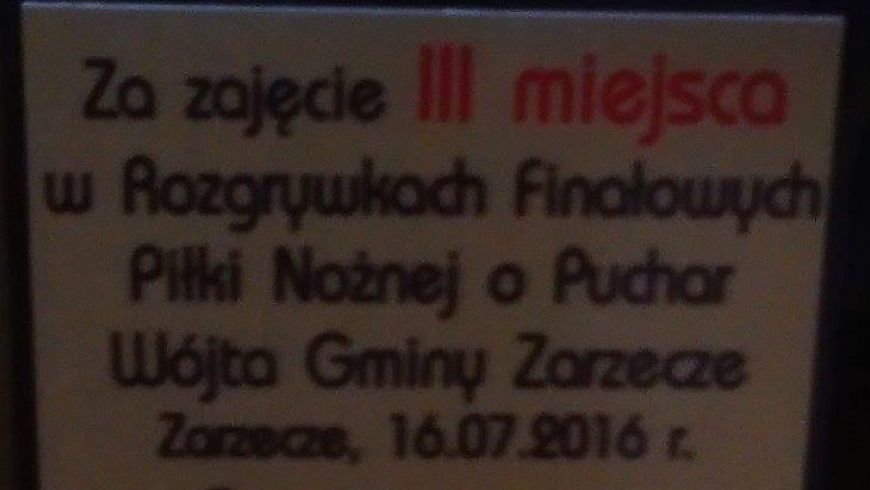 Za zajęcie III miejsca
w Rozgrywkach Finałowych
Piłki Nożnej o Puchar
Wójta Gminy Zarzecze
Zarzecze, 16.07.2016 r.